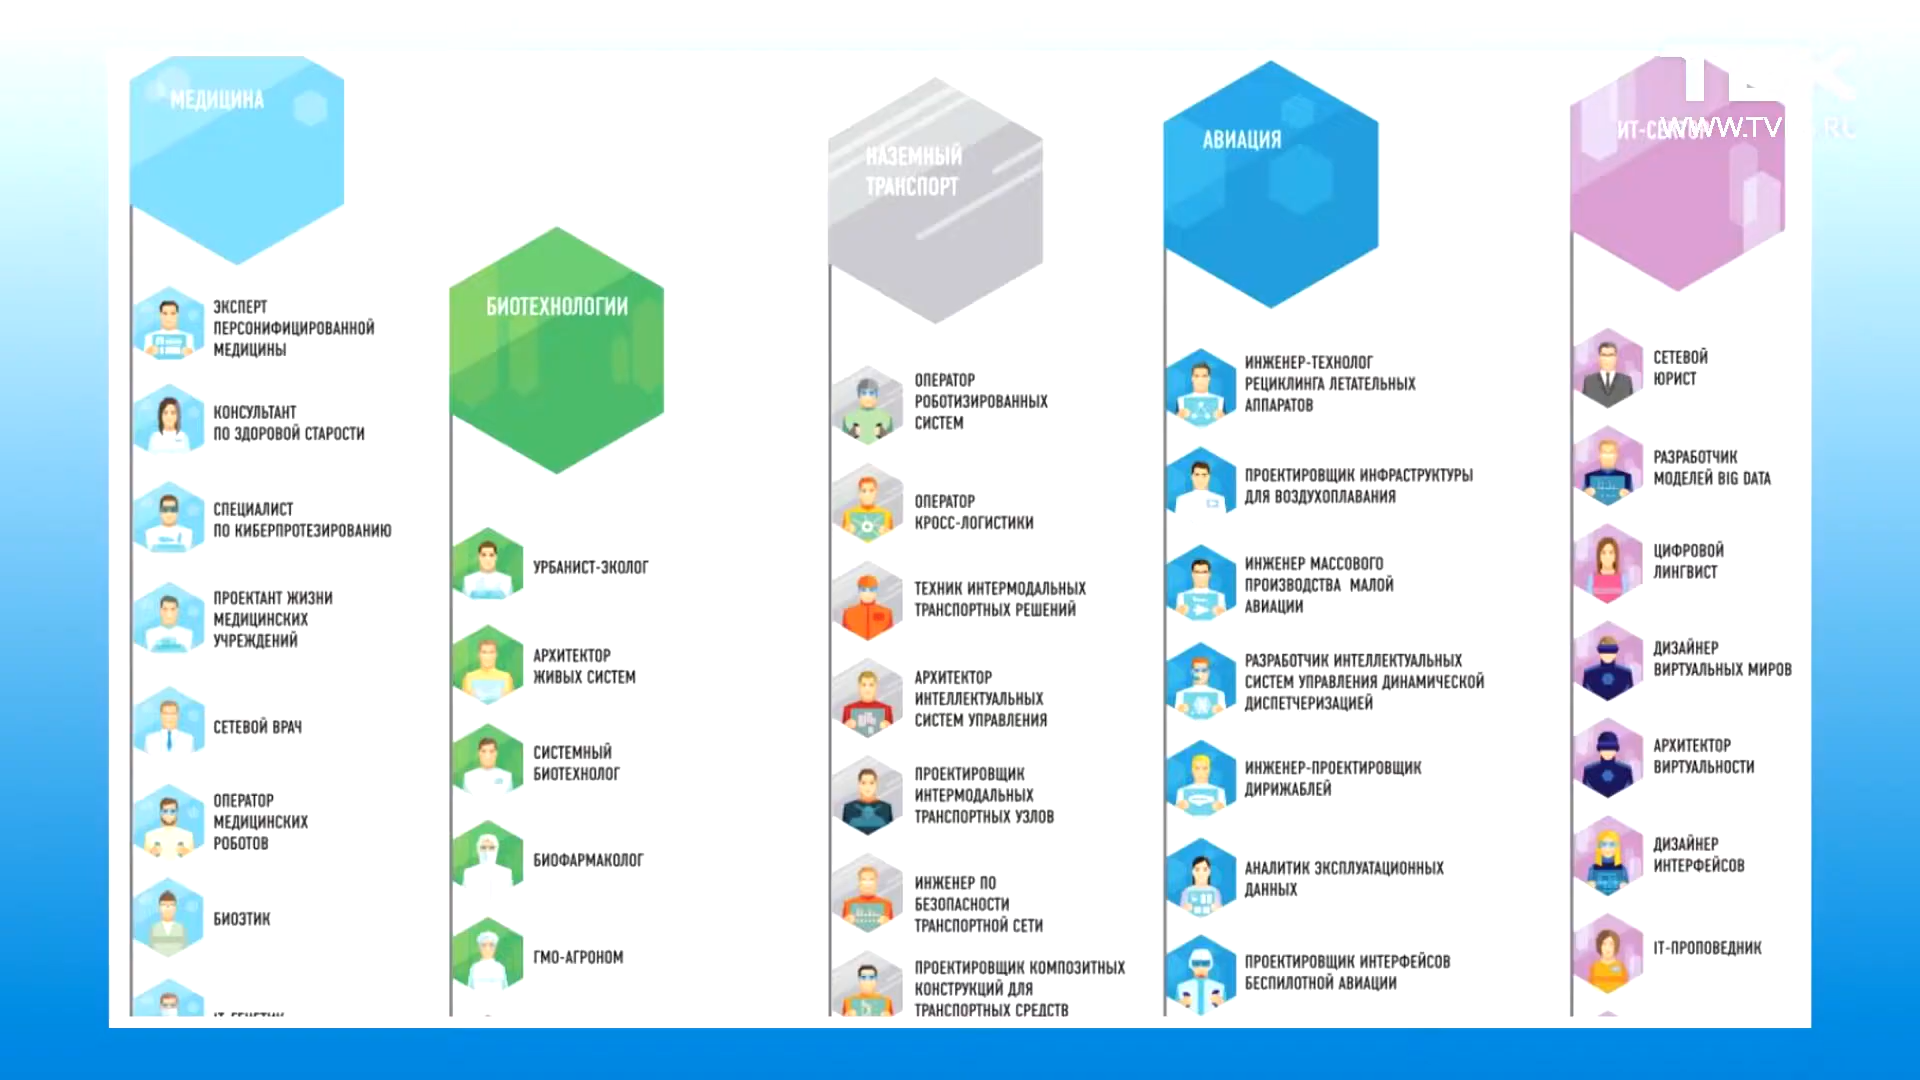 МЕДИЦИНА
ЭКСПЕРТ
ПЕРСОНИФИЦИРОВАННОЙ
МЕДИЦИНЫ
КОНСУЛЬТАНТ
ПО ЗДОРОВОЙ СТАРОСТИ
СПЕЦИАЛИСТ
ПО КИБЕРПРОТЕЗИРОВАНИЮ
ПРОЕКТАНТ ЖИЗНИ
МЕДИЦИНСКИХ
УЧРЕЖДЕНИЙ
СЕТЕВОЙ ВРАЧ
ОПЕРАТОР
МЕДИЦИНСКИХ
РОБОТОВ
БИОЭТИК
IT-ГЕНЕТИК
БИОТЕХНОЛОГИИ
УРБАНИСТ-ЭКОЛОГ
АРХИТЕКТОР
ЖИВЫХ СИСТЕМ
СИСТЕМНЫЙ
БИОТЕХНОЛОГ
БИОФАРМАКОЛОГ
ГМО-АГРОНОМ
НАЗЕМНЫЙ
ТРАНСПОРТ
ОПЕРАТОР
РОБОТИЗИРОВАННЫХ
СИСТЕМ
ОПЕРАТОР
КРОСС-ЛОГИСТИКИ
ТЕХНИК ИНТЕРМОДАЛЬНЫХ
ТРАНСПОРТНЫХ РЕШЕНИЙ
АРХИТЕКТОР
ИНТЕЛЛЕКТУАЛЬНЫХ
СИСТЕМ УПРАВЛЕНИЯ
ПРОЕКТИРОВЩИК
ИНТЕРМОДАЛЬНЫХ
ТРАНСПОРТНЫХ УЗЛОВ
ИНЖЕНЕР ПО
БЕЗОПАСНОСТИ
ТРАНСПОРТНОЙ СЕТИ
ПРОЕКТИРОВЩИК КОМПОЗИТНЫХ
КОНСТРУКЦИЙ ДЛЯ
ТРАНСПОРТНЫХ СРЕДСТВ
АВИАЦИЯ
ИНЖЕНЕР-ТЕХНОЛОГ
РЕЦИКЛИНГА ЛЕТАТЕЛЬНЫХ
АППАРАТОВ
ПРОЕКТИРОВЩИК ИНФРАСТРУКТУРЫ
ДЛЯ ВОЗДУХОПЛАВАНИЯ
ИНЖЕНЕР МАССОВОГО
ПРОИЗВОДСТВА МАЛОЙ
АВИАЦИИ
РАЗРАБОТЧИК ИНТЕЛЛЕКТУАЛЬНЫХ
СИСТЕМ УПРАВЛЕНИЯ ДИНАМИЧЕСКОЙ
ДИСПЕТЧЕРИЗАЦИЕЙ
ИНЖЕНЕР-ПРОЕКТИРОВЩИК
ДИРИЖАБЛЕЙ
АНАЛИТИК ЭКСПЛУАТАЦИОННЫХ
ДАННЫХ
ПРОЕКТИРОВЩИК ИНТЕРФЕЙСОВ
БЕСПИЛОТНОЙ АВИАЦИИ
ИТ-СЕКТОР
СЕТЕВОЙ
ЮРИСТ
РАЗРАБОТЧИК
МОДЕЛЕЙ BIG DATA
ЦИФРОВОЙ
ЛИНГВИСТ
ДИЗАЙНЕР
ВИРТУАЛЬНЫХ МИРОВ
АРХИТЕКТОР
ВИРТУАЛЬНОСТИ
ДИЗАЙНЕР
ИНТЕРФЕЙСОВ
IT-ПРОПОВЕДНИК